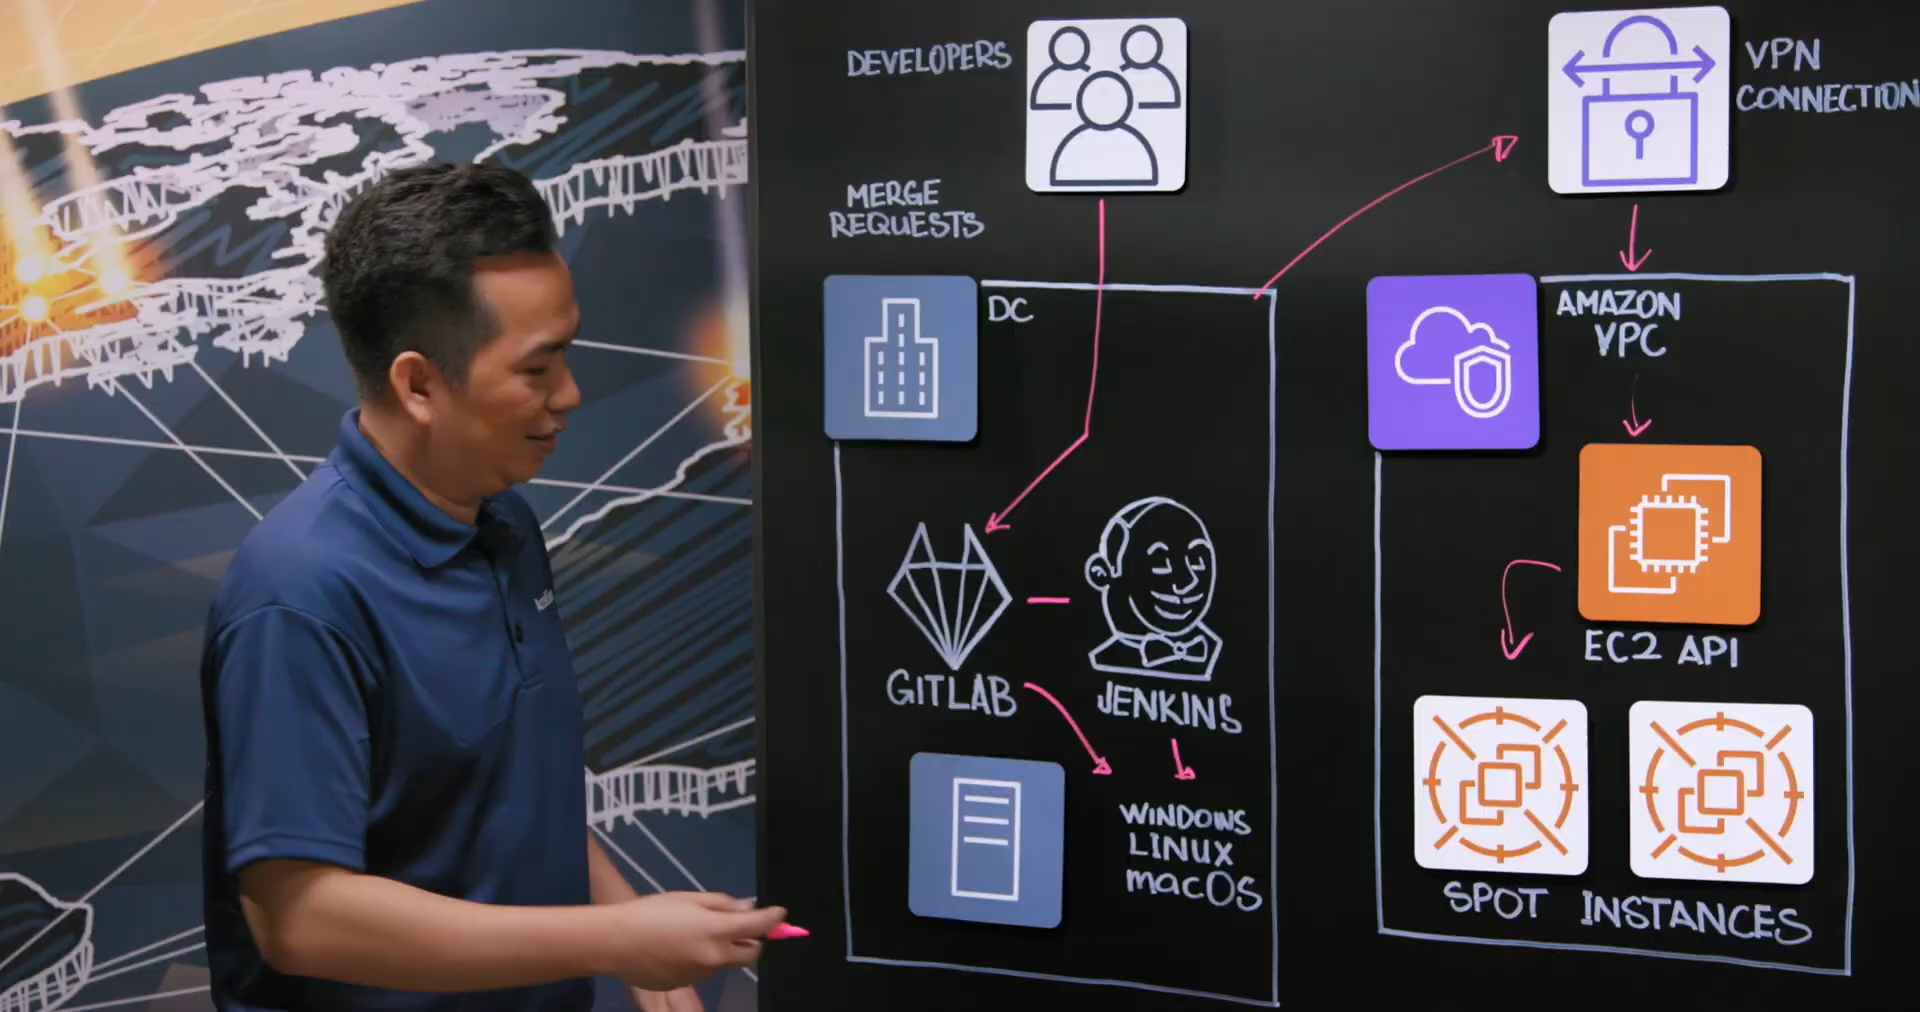 DEVELOPERS
MERGE
REQUESTS
DC
GITLAB
JENKINS
WINDOWS
LINUX
macOS
VPN
CONNECTION
AMAZON
VPC
EC2 API
SPOT INSTANCES